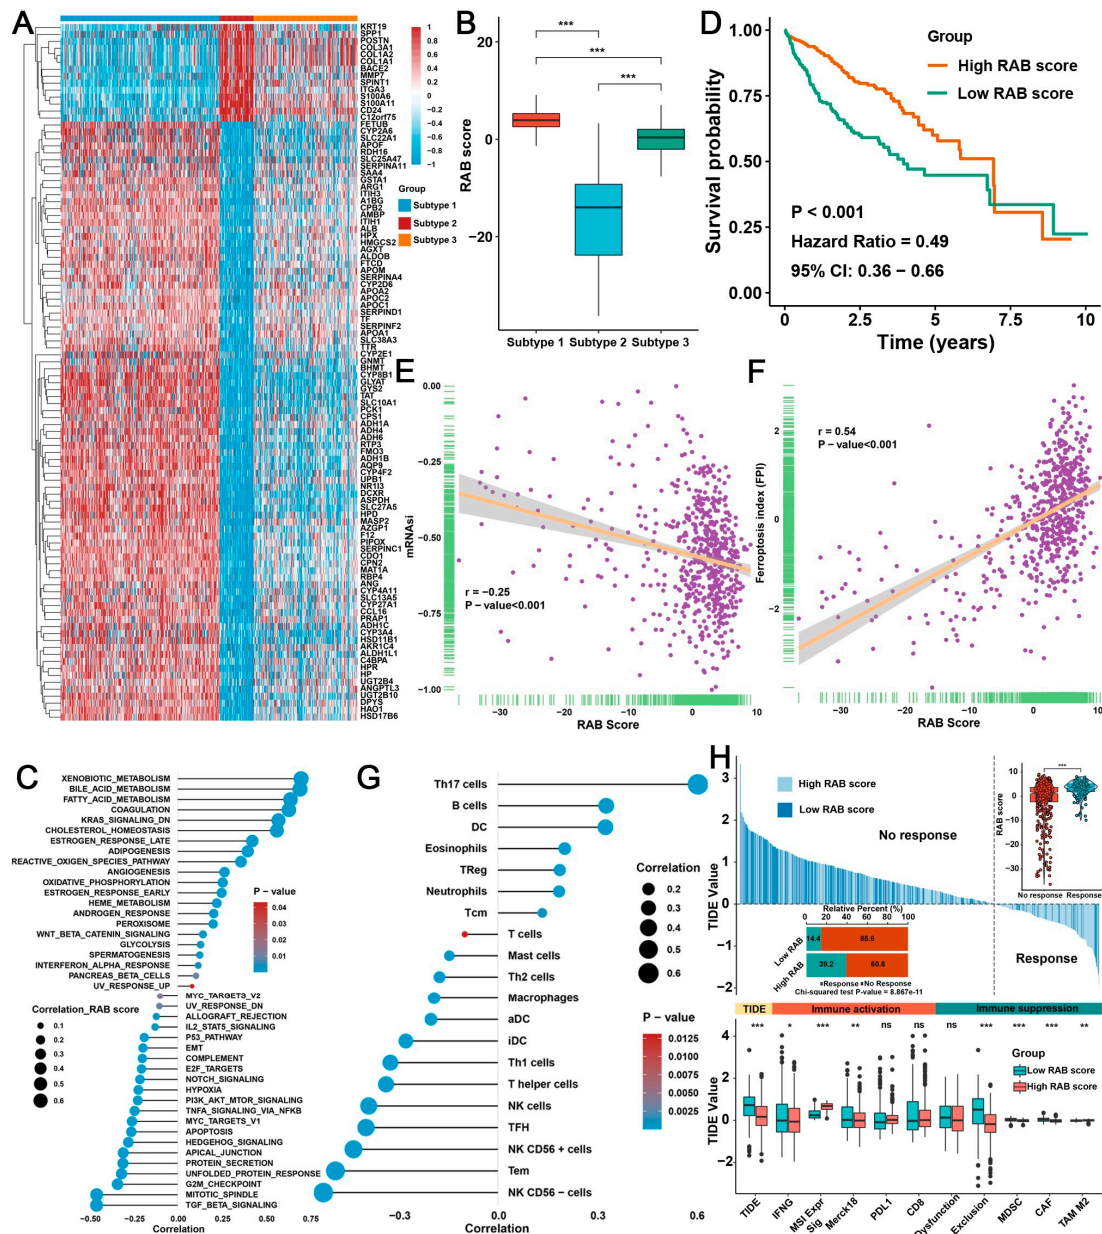 A
KRT19
SPP1
POSTN
COL3A1
COL1A2
COL1A1
BACE2
MMP7
SPINT1
ITGA3
S100A6
S100A11
CD24
C12orf75
FETUB
CYP2A6
SLC22A1
APOF
RDH16
SLC25A47
SERPINA11
SAA4
GSTA1
ARG1
ITIH3
A1BG
CPB2
AMBP
ITIH1
ALB
HPX
HMGCS2
AGXT
ALDOB
FTCD
APOM
SERPINA4
CYP2D6
APOA2
APOC2
APOC1
SERPIND1
TF
SERPINF2
APOA1
SLC38A3
TTR
CYP2E1
GNMT
BHMT
CYP8B1
GLYAT
GYS2
TAT
SLC10A1
PCK1
CPS1
ADH1A
ADH4
ADH6
RTP3
FMO3
ADH1B
AQP9
CYP4F2
UPB1
NR1I3
DCXR
ASPDH
SLC27A5
HPD
MASP2
AZGP1
F12
PIPOX
SERPINC1
CDO1
CPN2
MAT1A
RBP4
ANG
CYP4A11
SLC13A5
CYP27A1
CCL16
PRAP1
ADH1C
CYP3A4
HSD11B1
AKR1C4
ALDH1L1
C4BPA
HPR
HP
UGT2B4
ANGPTL3
UGT2B10
DPYS
HAO1
HSD17B6
1
0.8
0.6
0.4
0.2
0
−0.2
−0.4
−0.6
−0.8
−1
Group
Subtype 1
Subtype 2
Subtype 3
B
RAB score
20
0
−20
***
***
***
Subtype 1 Subtype 2 Subtype 3
D
Survival probability
1.00
0.75
0.50
0.25
0.00
Group
High RAB score
Low RAB score
P < 0.001
Hazard Ratio = 0.49
95% CI: 0.36 − 0.66
0 2.5 5 7.5 10
Time (years)
E
mRNAsi
0.00
−0.25
−0.50
−0.75
−1.00
r = −0.25
P − value<0.001
−30 −20 −10 0 10
RAB Score
F
Ferroptosis Index (FPI)
2
0
−2
r = 0.54
P − value<0.001
−30 −20 −10 0 10
RAB Score
C
XENOBIOTIC_METABOLISM
BILE_ACID_METABOLISM
FATTY_ACID_METABOLISM
COAGULATION
KRAS_SIGNALING_DN
CHOLESTEROL_HOMEOSTASIS
ESTROGEN_RESPONSE_LATE
ADIPOGENESIS
REACTIVE_OXIGEN_SPECIES_PATHWAY
ANGIOGENESIS
OXIDATIVE_PHOSPHORYLATION
ESTROGEN_RESPONSE_EARLY
HEME_METABOLISM
ANDROGEN_RESPONSE
PEROXISOME
WNT_BETA_CATENIN_SIGNALING
GLYCOLYSIS
SPERMATOGENESIS
INTERFERON_ALPHA_RESPONSE
PANCREAS_BETA_CELLS
UV_RESPONSE_UP
MYC_TARGETS_V2
UV_RESPONSE_DN
ALLOGRAFT_REJECTION
IL2_STAT5_SIGNALING
P53_PATHWAY
EMT
COMPLEMENT
E2F_TARGETS
NOTCH_SIGNALING
HYPOXIA
PI3K_AKT_MTOR_SIGNALING
TNFA_SIGNALING_VIA_NFKB
MYC_TARGETS_V1
APOPTOSIS
HEDGEHOG_SIGNALING
APICAL_JUNCTION
PROTEIN_SECRETION
UNFOLDED_PROTEIN_RESPONSE
G2M_CHECKPOINT
MITOTIC_SPINDLE
TGF_BETA_SIGNALING
P − value
0.04
0.03
0.02
0.01
Correlation_RAB score
0.1
0.2
0.3
0.4
0.5
0.6
−0.50 −0.25 0.00 0.25 0.50 0.75
Correlation
G
Th17 cells
B cells
DC
Eosinphils
TReg
Neutrophils
Tcm
T cells
Mast cells
Th2 cells
Macrophages
aDC
iDC
Th1 cells
T helper cells
NK cells
TFH
NK CD56 + cells
Tem
NK CD56 − cells
Correlation
0.2
0.3
0.4
0.5
0.6
P − value
0.0125
0.0100
0.0075
0.0050
0.0025
−0.3 0.0 0.3 0.6
Correlation
H
TIDE Value
3
2
1
0
−1
−2
High RAB score
Low RAB score
No response
Response
RAB score
10
0
−10
−20
−30
***
No response Response
Relative Percent (%)
0 20 40 60 80 100
Low RAB
14.4 85.6
High RAB
39.2 60.8
Response No Response
Chi-squared test P-value = 8.867e-11
TIDE Immune activation Immune suppression
*** * *** ** ns ns ns *** *** *** **
TIDE Value
4
2
0
−2
Group
Low RAB score
High RAB score
TIDE
IFNG
MSI Expr Sig
Merck18
PDL1
CD8
Dysfunction
Exclusion
MDSC
CAF
TAM M2